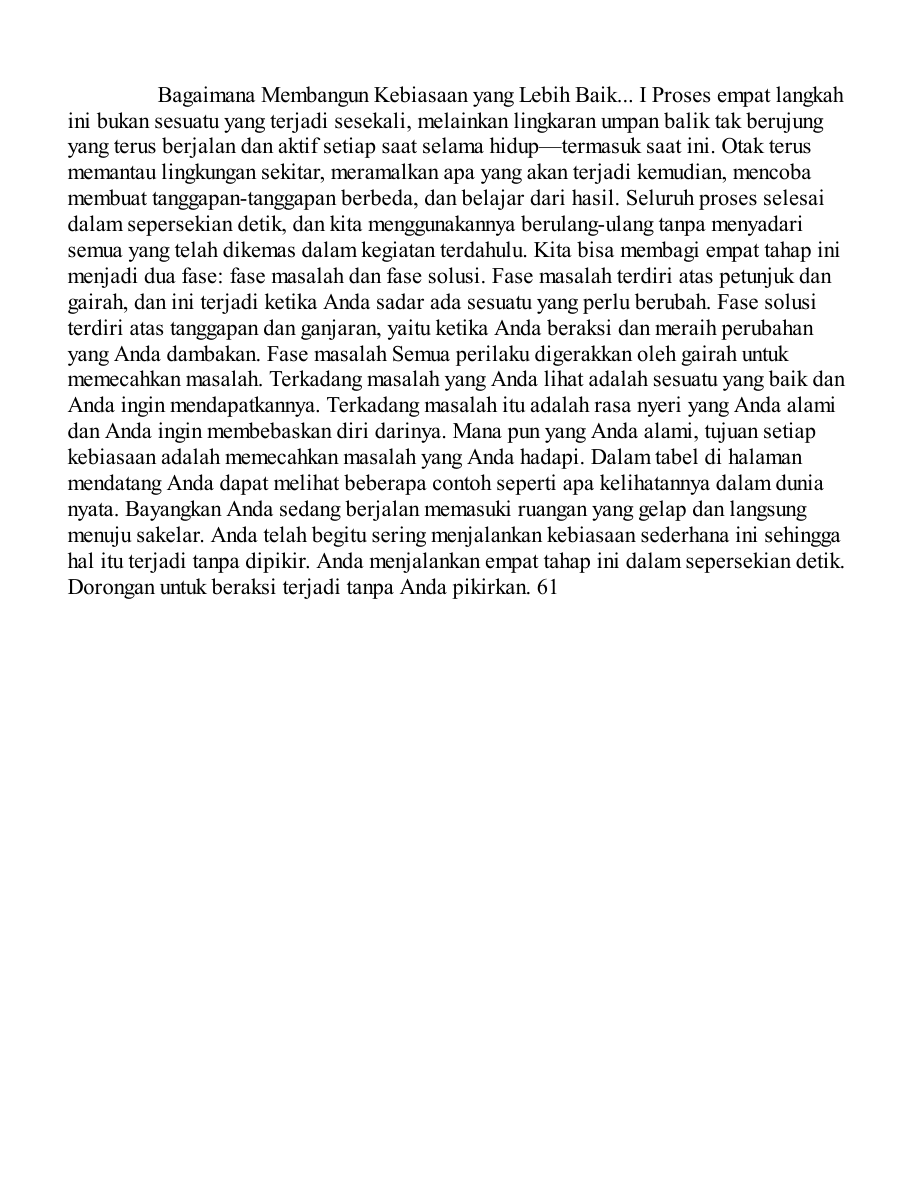 Bagaimana Membangun Kebiasaan yang Lebih Baik... I Proses empat langkah
ini bukan sesuatu yang terjadi sesekali, melainkan lingkaran umpan balik tak berujung
yang terus berjalan dan aktif setiap saat selama hidup—termasuk saat ini. Otak terus
memantau lingkungan sekitar, meramalkan apa yang akan terjadi kemudian, mencoba
membuat tanggapan-tanggapan berbeda, dan belajar dari hasil. Seluruh proses selesai
dalam sepersekian detik, dan kita menggunakannya berulang-ulang tanpa menyadari
semua yang telah dikemas dalam kegiatan terdahulu. Kita bisa membagi empat tahap ini
menjadi dua fase: fase masalah dan fase solusi. Fase masalah terdiri atas petunjuk dan
gairah, dan ini terjadi ketika Anda sadar ada sesuatu yang perlu berubah. Fase solusi
terdiri atas tanggapan dan ganjaran, yaitu ketika Anda beraksi dan meraih perubahan
yang Anda dambakan. Fase masalah Semua perilaku digerakkan oleh gairah untuk
memecahkan masalah. Terkadang masalah yang Anda lihat adalah sesuatu yang baik dan
Anda ingin mendapatkannya. Terkadang masalah itu adalah rasa nyeri yang Anda alami
dan Anda ingin membebaskan diri darinya. Mana pun yang Anda alami, tujuan setiap
kebiasaan adalah memecahkan masalah yang Anda hadapi. Dalam tabel di halaman
mendatang Anda dapat melihat beberapa contoh seperti apa kelihatannya dalam dunia
nyata. Bayangkan Anda sedang berjalan memasuki ruangan yang gelap dan langsung
menuju sakelar. Anda telah begitu sering menjalankan kebiasaan sederhana ini sehingga
hal itu terjadi tanpa dipikir. Anda menjalankan empat tahap ini dalam sepersekian detik.
Dorongan untuk beraksi terjadi tanpa Anda pikirkan. 61